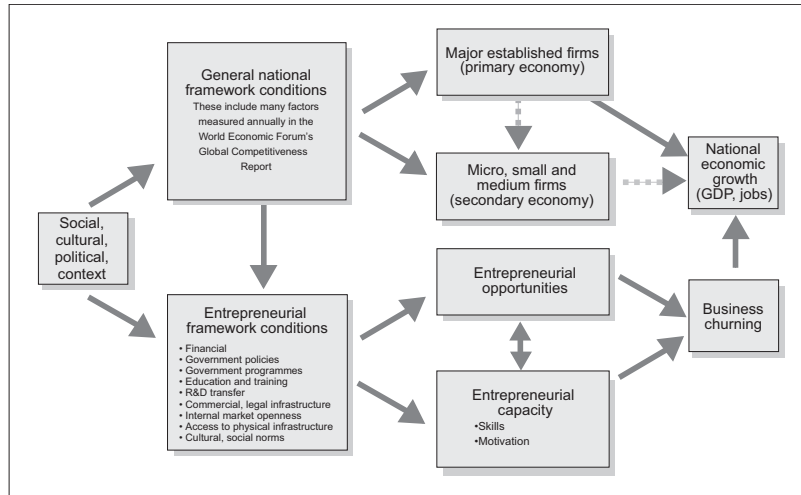 General national
framework conditions
These include many factors
measured annually in the
World Economic Forum's
Global Competitiveness
Report
Major established firms
(primary economy)
Micro, small and
medium firms
(secondary economy)
National
economic
growth
(GDP, jobs)
Social,
cultural,
political,
context
Entrepreneurial
framework conditions
•Financial
•Government policies
•Government programmes
•Education and training
•R&D transfer
•Commercial, legal infrastructure
•Internal market openness
•Access to physical infrastructure
•Cultural, social norms
Entrepreneurial
opportunities
Entrepreneurial
capacity
•Skills
•Motivation
Business
churning